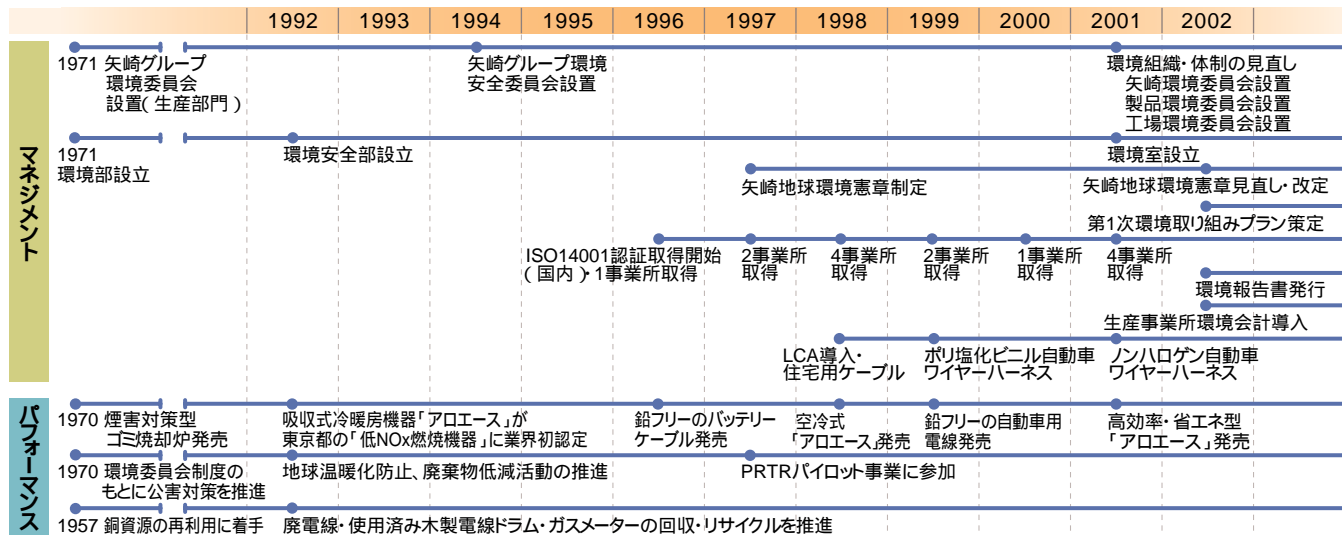 1992 1993 1994 1995 1996 1997 1998 1999 2000 2001 2002
マネジメント
1971 矢崎グループ
環境委員会
設置(生産部門)
矢崎グループ環境
安全委員会設置
環境組織・体制の見直し
矢崎環境委員会設置
製品環境委員会設置
工場環境委員会設置
1971
環境部設立
環境安全部設立
環境室設立
矢崎地球環境憲章制定
矢崎地球環境憲章見直し・改定
第1次環境取り組みプラン策定
ISO14001認証取得開始
(国内)・1事業所取得
2事業所
取得
4事業所
取得
2事業所
取得
1事業所
取得
4事業所
取得
環境報告書発行
生産事業所環境会計導入
LCA導入・
住宅用ケーブル
ポリ塩化ビニル自動車
ワイヤーハーネス
ノンハロゲン自動車
ワイヤーハーネス
パフォーマンス
1970 煙害対策型
ゴミ焼却炉発売
吸収式冷暖房機器「アロエース」が
東京都の「低NOx燃焼機器」に業界初認定
鉛フリーのバッテリー
ケーブル発売
空冷式
「アロエース」発売
鉛フリーの自動車用
電線発売
高効率・省エネ型
「アロエース」発売
1970 環境委員会制度の
もとに公害対策を推進
地球温暖化防止、廃棄物低減活動の推進
PRTRパイロット事業に参加
1957 銅資源の再利用に着手
廃電線・使用済み木製電線ドラム・ガスメーターの回収・リサイクルを推進